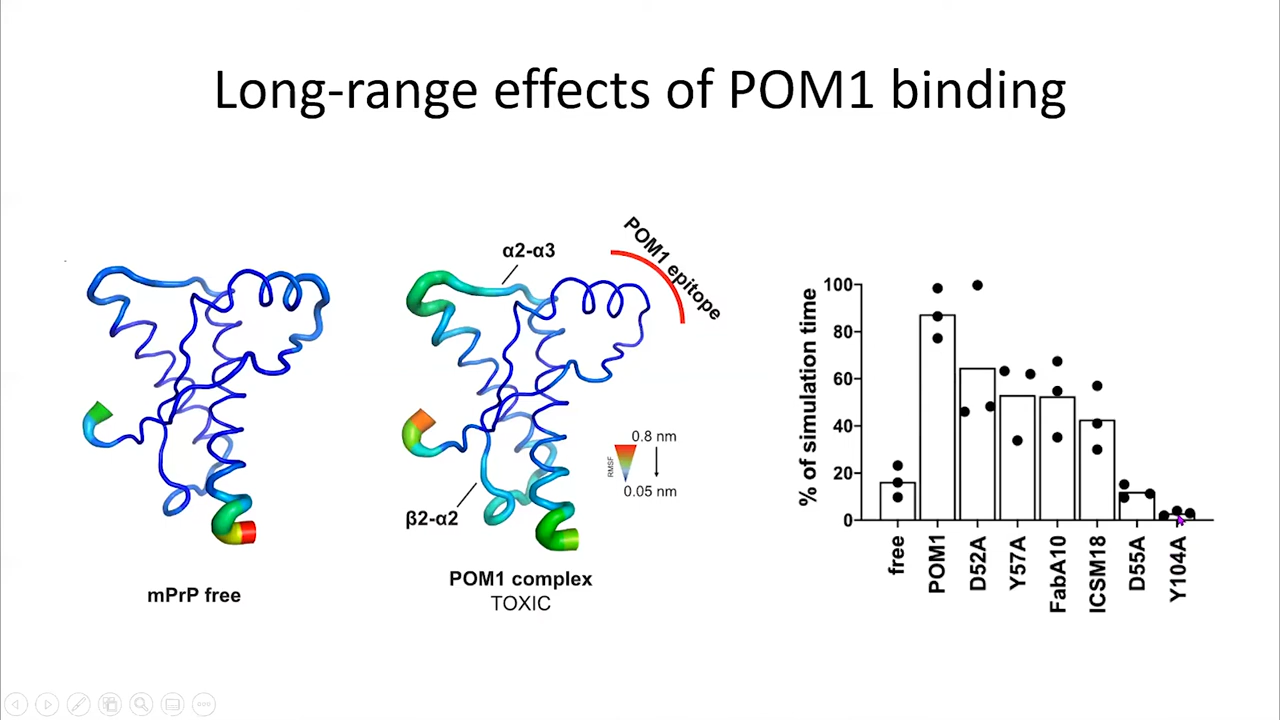 Long-range effects of POM1 binding
mPrP free
α2-α3
POM1 epitope
β2-α2
RMSF
0.8 nm
0.05 nm
POM1 complex
TOXIC
% of simulation time
100
80
60
40
20
0
free
POM1
D52A
Y57A
FabA10
ICSM18
D55A
Y104A